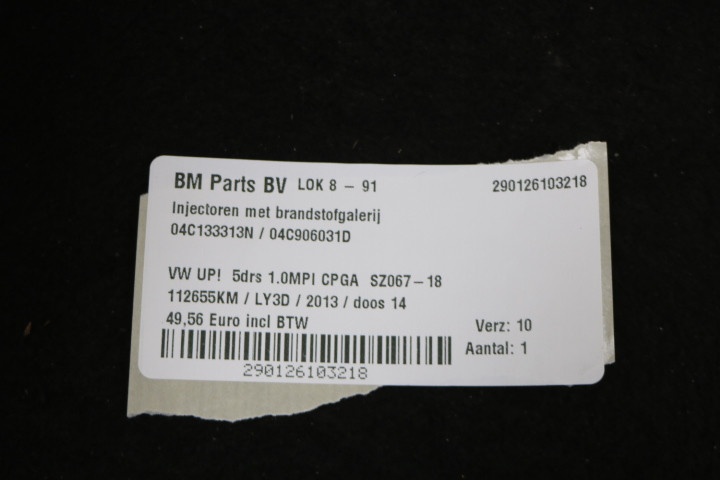 BM Parts BV LOK 8 - 91 290126103218
Injectoren met brandstofgalerij
04C133313N / 04C906031D
VW UP! 5drs 1.0MPI CPGA SZ067-18
112655KM / LY3D / 2013 / doos 14
49,56 Euro incl BTW Verz: 10
Aantal: 1
290126103218